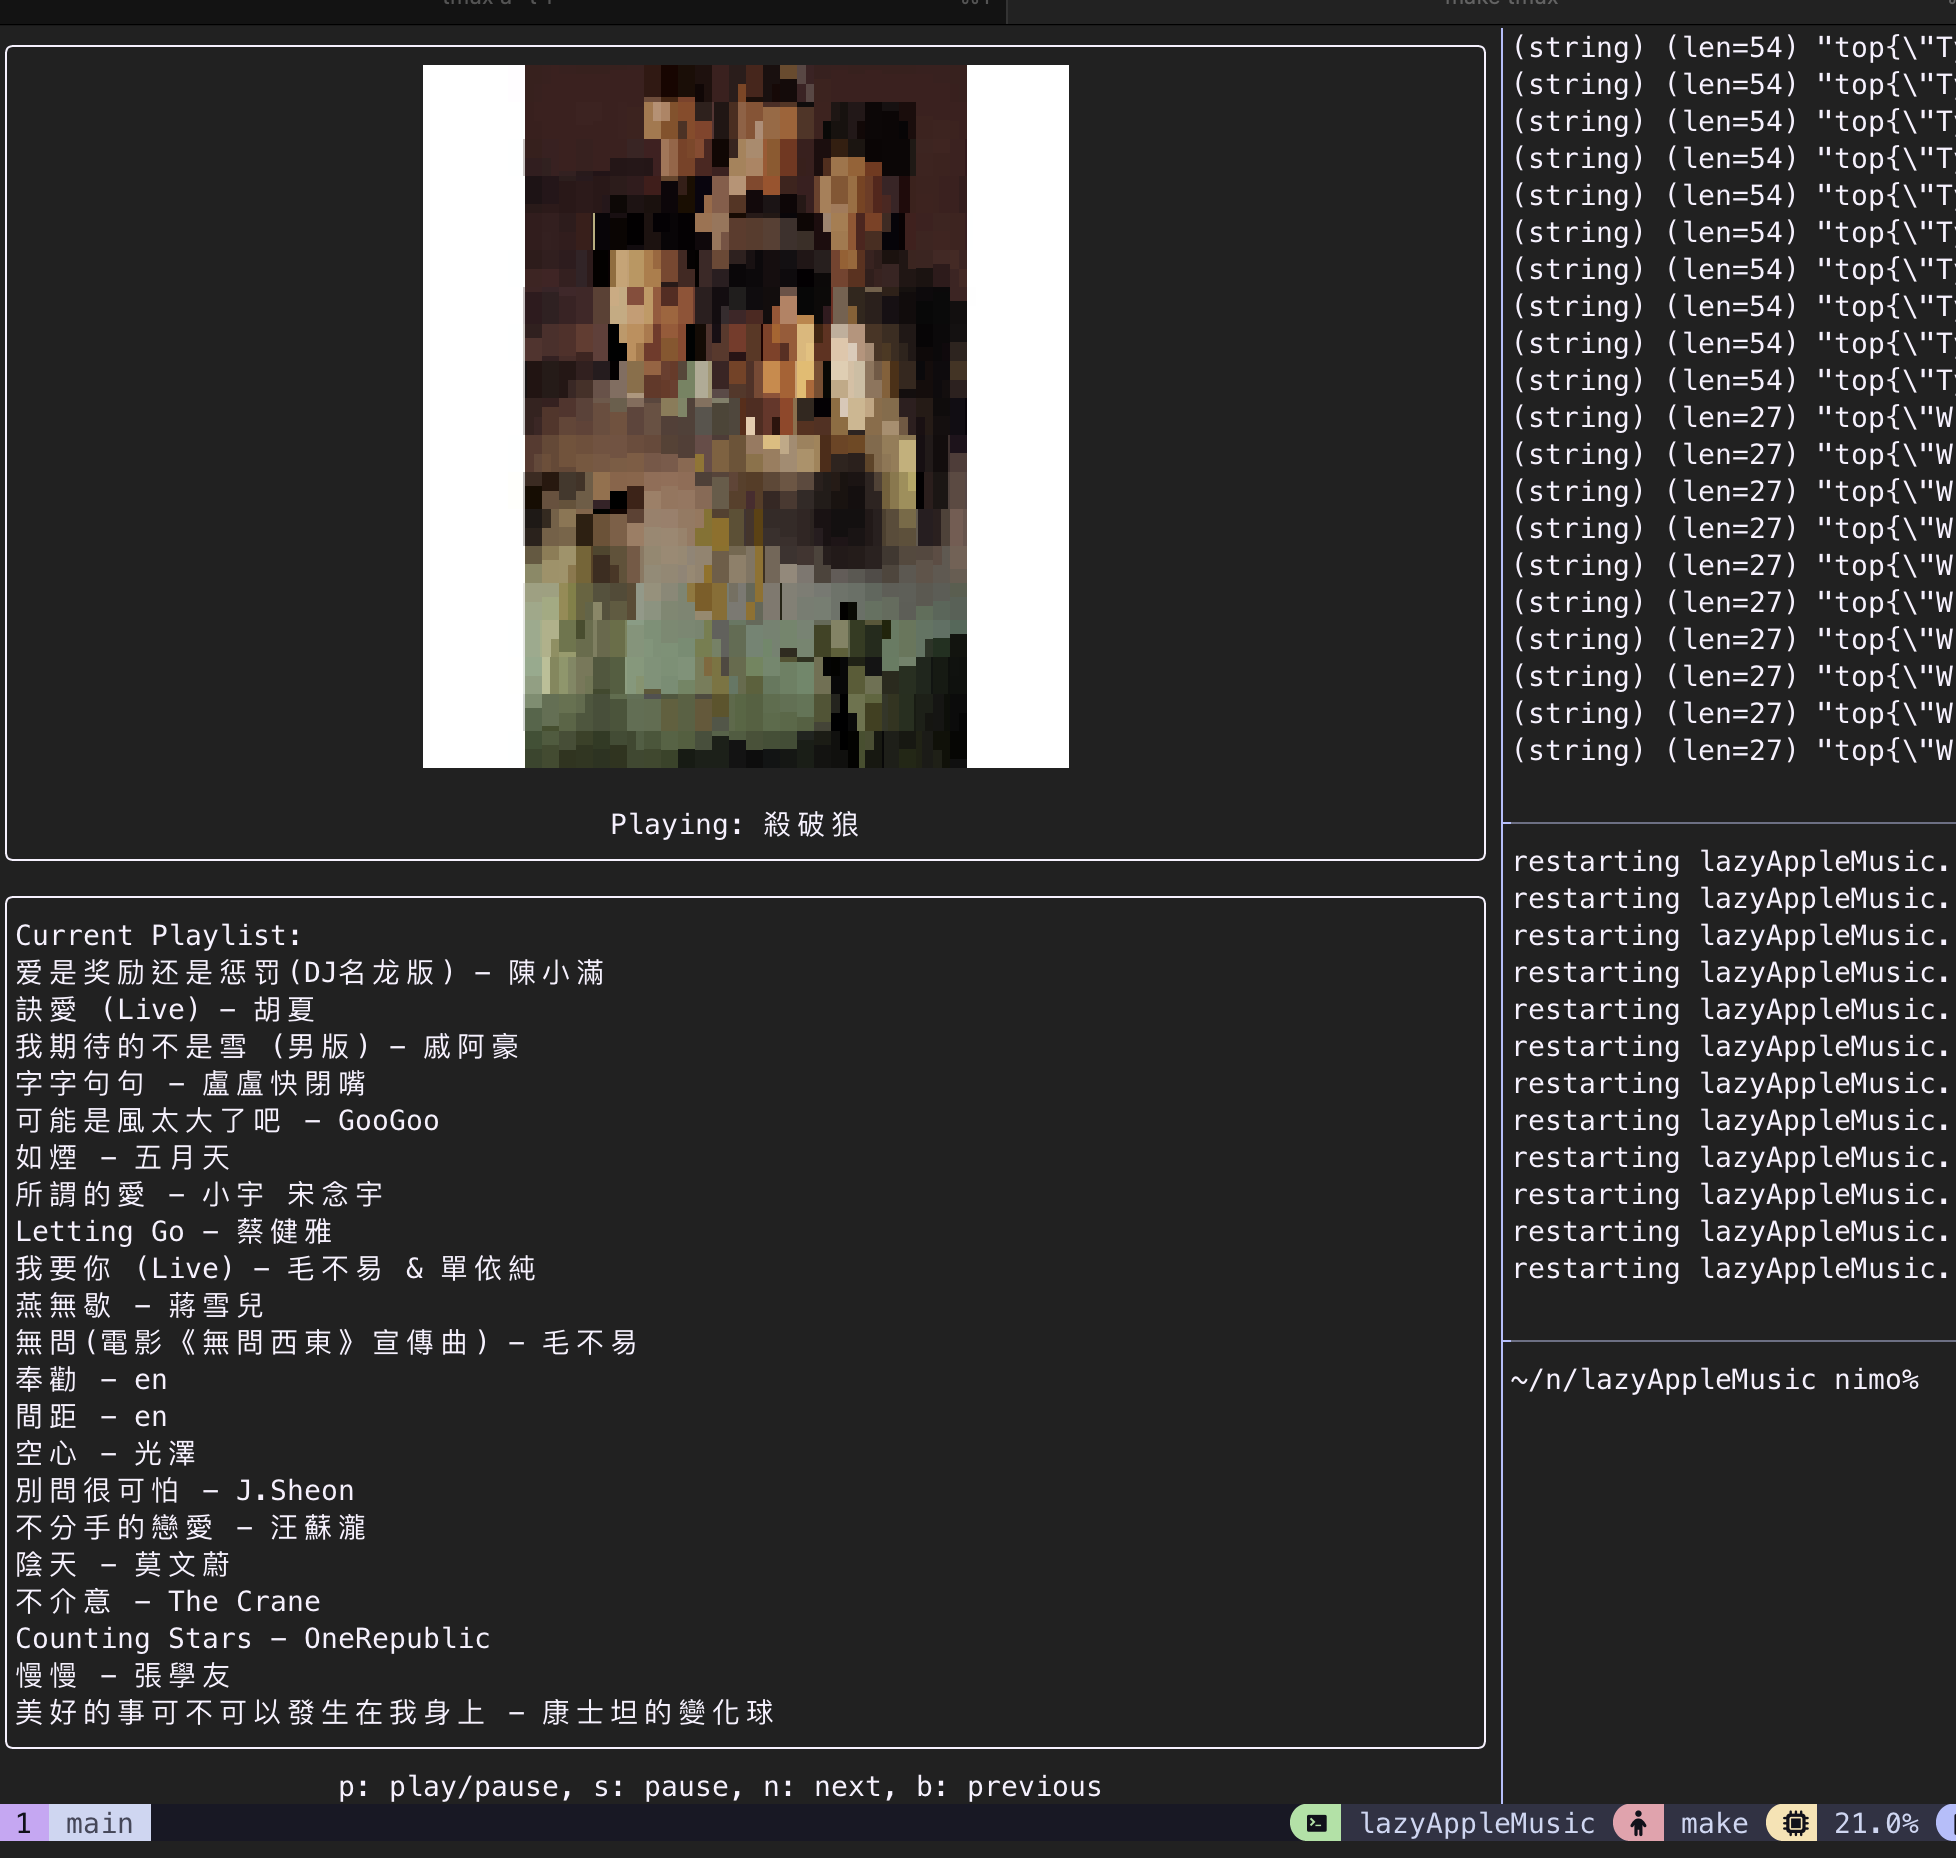 make tmux
Playing: 殺破狼
Current Playlist:
爱是奖励还是惩罚(DJ名龙版) – 陳小滿
訣愛 (Live) – 胡夏
我期待的不是雪 (男版) – 戚阿豪
字字句句 – 盧盧快閉嘴
可能是風太大了吧 – GooGoo
如煙 – 五月天
所謂的愛 – 小宇 宋念宇
Letting Go – 蔡健雅
我要你 (Live) – 毛不易 & 單依純
燕無歇 – 蔣雪兒
無問(電影《無問西東》宣傳曲) – 毛不易
奉勸 – en
間距 – en
空心 – 光澤
別問很可怕 – J.Sheon
不分手的戀愛 – 汪蘇瀧
陰天 – 莫文蔚
不介意 – The Crane
Counting Stars – OneRepublic
慢慢 – 張學友
美好的事可不可以發生在我身上 – 康士坦的變化球
p: play/pause, s: pause, n: next, b: previous
(string) (len=54) "top{\"T
(string) (len=54) "top{\"T
(string) (len=54) "top{\"T
(string) (len=54) "top{\"T
(string) (len=54) "top{\"T
(string) (len=54) "top{\"T
(string) (len=54) "top{\"T
(string) (len=54) "top{\"T
(string) (len=54) "top{\"T
(string) (len=54) "top{\"T
(string) (len=27) "top{\"W
(string) (len=27) "top{\"W
(string) (len=27) "top{\"W
(string) (len=27) "top{\"W
(string) (len=27) "top{\"W
(string) (len=27) "top{\"W
(string) (len=27) "top{\"W
(string) (len=27) "top{\"W
(string) (len=27) "top{\"W
(string) (len=27) "top{\"W
restarting lazyAppleMusic.
restarting lazyAppleMusic.
restarting lazyAppleMusic.
restarting lazyAppleMusic.
restarting lazyAppleMusic.
restarting lazyAppleMusic.
restarting lazyAppleMusic.
restarting lazyAppleMusic.
restarting lazyAppleMusic.
restarting lazyAppleMusic.
restarting lazyAppleMusic.
restarting lazyAppleMusic.
~/n/lazyAppleMusic nimo%
1 main lazyAppleMusic make 21.0%